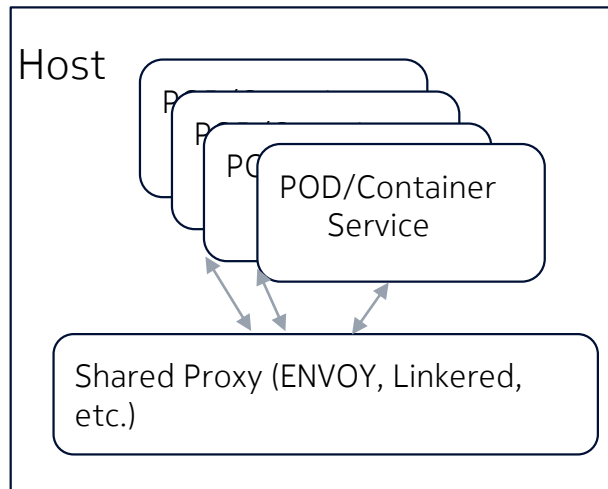 Host
POD/Container
Service
Shared Proxy (ENVOY, Linkered,
etc.)